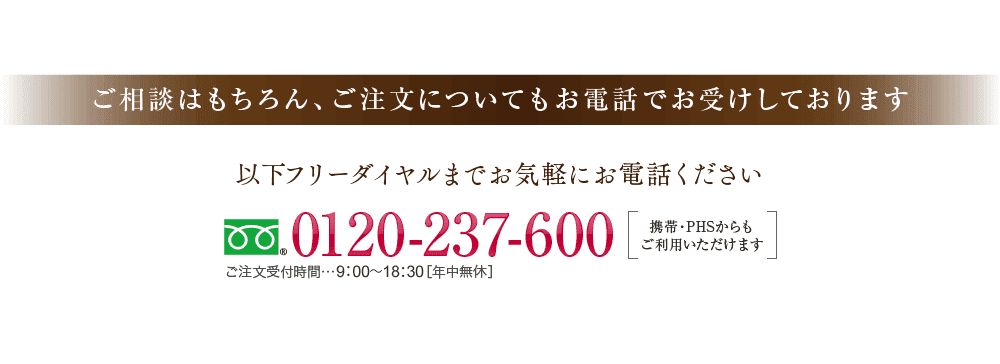 ご相談はもちろん、ご注文についてもお電話でお受けしております
以下フリーダイヤルまでお気軽にお電話ください
® 0120-237-600
携帯・PHSからも
ご利用いただけます
ご注文受付時間…9:00〜18:30[年中無休]